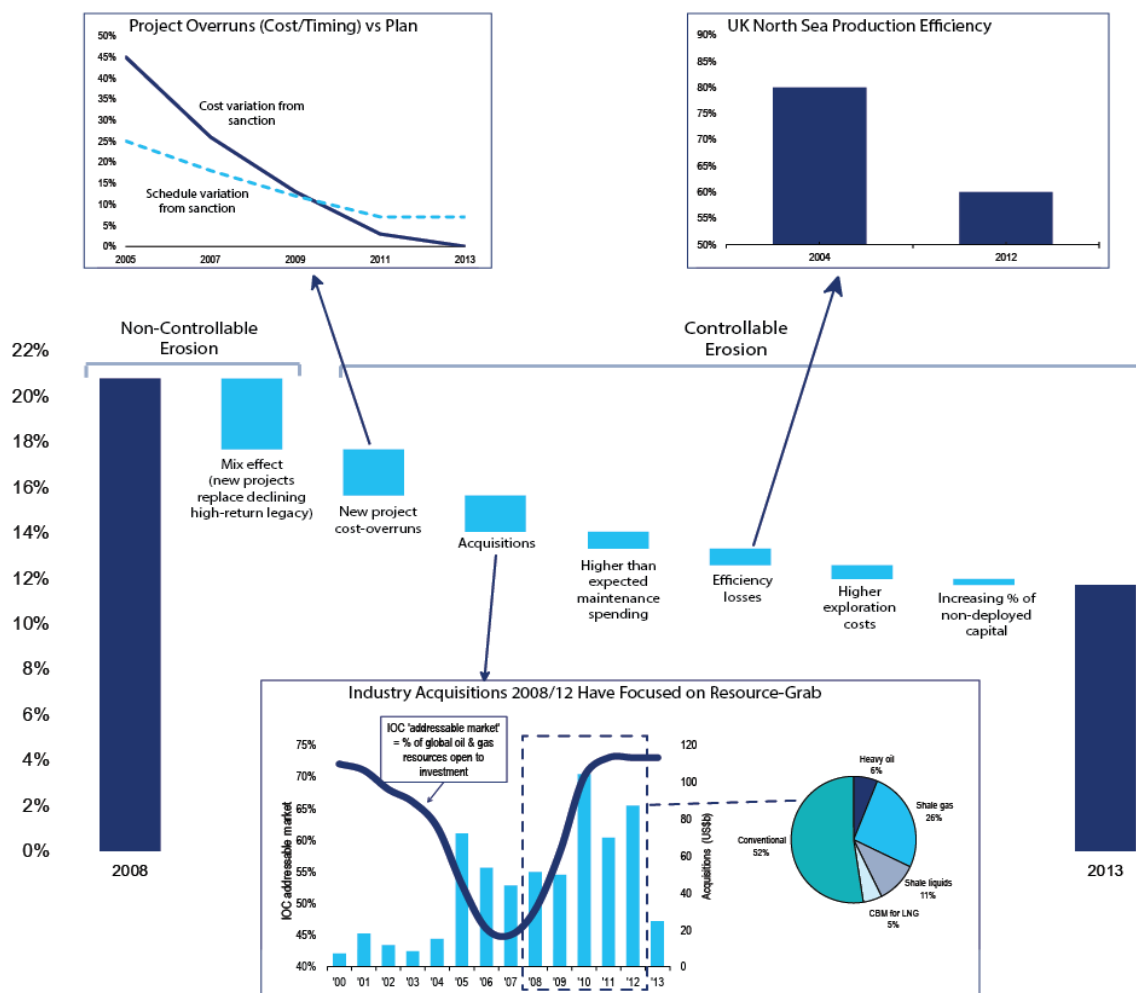 Project Overruns (Cost/Timing) vs Plan
50%
45%
40%
35%
30%
25%
20%
15%
10%
5%
0%
Cost variation from
sanction
Schedule variation
from sanction
2005
2007
2009
2011
2013
UK North Sea Production Efficiency
90%
85%
80%
75%
70%
65%
60%
55%
50%
2004
2012
Non-Controllable
Erosion
Controllable
Erosion
22%
20%
18%
16%
14%
12%
10%
8%
6%
4%
2%
0%
2008
Mix effect
(new projects
replace declining
high-return legacy)
New project
cost-overruns
Acquisitions
Higher than
expected
maintenance
spending
Efficiency
losses
Higher
exploration
costs
Increasing % of
non-deployed
capital
2013
Industry Acquisitions 2008/12 Have Focused on Resource-Grab
IOC 'addressable market'
= % of global oil & gas
resources open to
investment
IOC addressable market
75%
70%
65%
60%
55%
50%
45%
40%
120
100
80
60
40
20
0
Acquisitions (US$b)
'00
'01
'02
'03
'04
'05
'06
'07
'08
'09
'10
'11
'12
'13
Heavy oil
6%
Shale gas
26%
Conventional
52%
Shale liquids
11%
CBM for LNG
5%